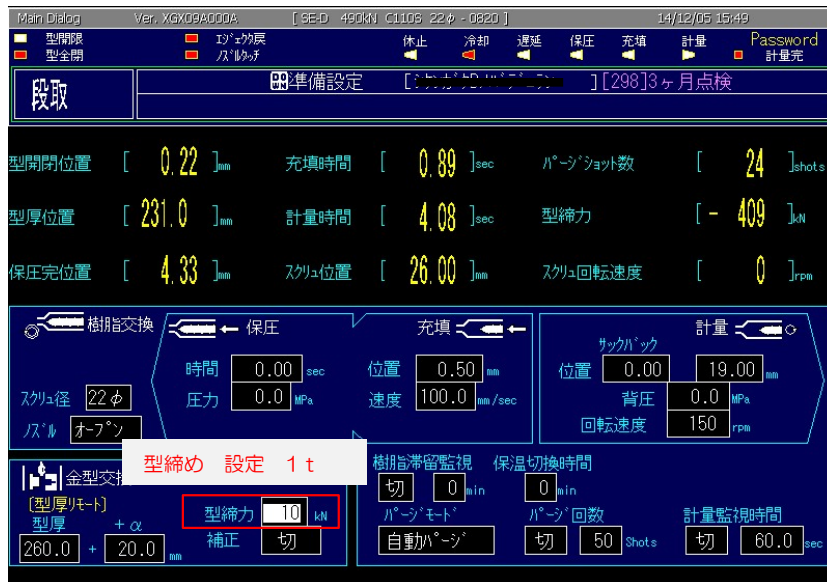 Main Dialog Ver. XGX09A000A [ SE-D 490kN C110S 22φ - 0820 ] 14/12/05 15:49
型開限 ｴｼﾞｪｸﾀ戻 休止 冷却 遅延 保圧 充填 計量 Password
型全閉 ﾉｽﾞﾙﾀｯﾁ 計量完
段取 準備設定 [298]3ヶ月点検
型開閉位置 [ 0.22 ]mm 充填時間 [ 0.89 ]sec ﾊﾟｰｼﾞｼｮｯﾄ数 [ 24 ]shots
型厚位置 [ 231.0 ]mm 計量時間 [ 4.08 ]sec 型締力 [ - 409 ]kN
保圧完位置 [ 4.33 ]mm ｽｸﾘｭ位置 [ 26.00 ]mm ｽｸﾘｭ回転速度 [ 0 ]rpm
樹脂交換 保圧 充填 計量
ｻｯｸﾊﾞｯｸ
時間 0.00 sec 位置 0.50 mm 位置 0.00 19.00 mm
ｽｸﾘｭ径 22φ 圧力 0.0 MPa 速度 100.0 mm/sec 背圧 0.0 MPa
ﾉｽﾞﾙ ｵｰﾌﾟﾝ 回転速度 150 rpm
型締め 設定 1t
金型交 樹脂滞留監視 保温切換時間
切 0 min 0 min
[型厚ﾘﾓｰﾄ] 型締力 10 kN ﾊﾟｰｼﾞﾓｰﾄﾞ ﾊﾟｰｼﾞ回数 計量監視時間
型厚 +α
260.0 + 20.0 mm 補正 切 自動ﾊﾟｰｼﾞ 切 50 Shots 切 60.0 sec